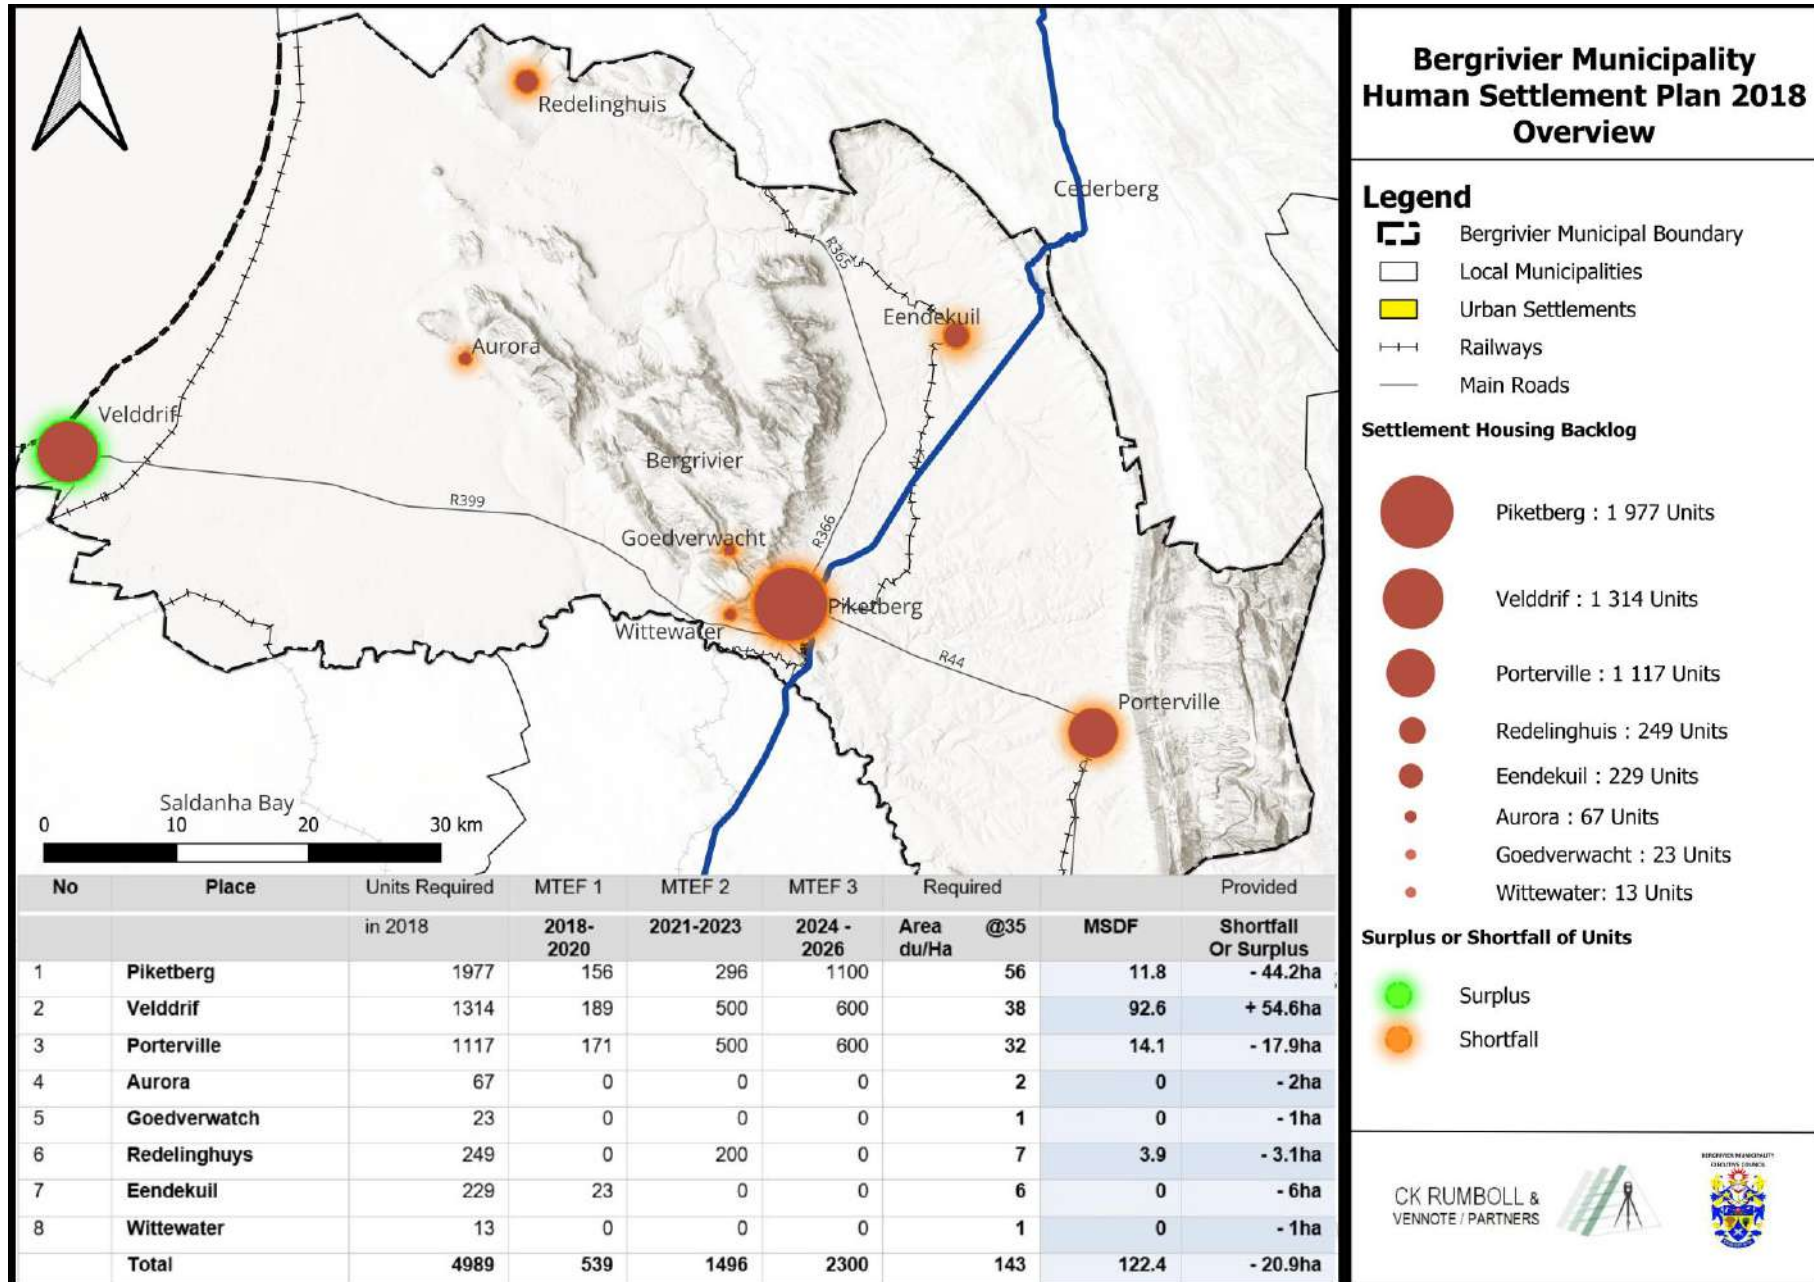 Bergrivier Municipality
Human Settlement Plan 2018
Overview
Legend
Bergrivier Municipal Boundary
Local Municipalities
Urban Settlements
Railways
Main Roads
Settlement Housing Backlog
Piketberg : 1 977 Units
Velddrif : 1 314 Units
Porterville : 1 117 Units
Redelinghuis : 249 Units
Eendekuil : 229 Units
Aurora : 67 Units
Goedverwacht : 23 Units
Wittewater: 13 Units
Surplus or Shortfall of Units
Surplus
Shortfall
CK RUMBOLL &
VENNOTE / PARTNERS
BERGRIVIER MUNICIPALITY
EXECUTIVE COUNCIL
Redelinghuis
Cederberg
R365
Eendekuil
Aurora
Velddrif
Bergrivier
R399
R366
Goedverwacht
Piketberg
Wittewater
R44
Porterville
Saldanha Bay
0 10 20 30 km
No Place Units Required MTEF 1 MTEF 2 MTEF 3 Required Provided
in 2018 2018-2020 2021-2023 2024 - 2026 Area @35 du/Ha MSDF Shortfall Or Surplus
1 Piketberg 1977 156 296 1100 56 11.8 - 44.2ha
2 Velddrif 1314 189 500 600 38 92.6 + 54.6ha
3 Porterville 1117 171 500 600 32 14.1 - 17.9ha
4 Aurora 67 0 0 0 2 0 - 2ha
5 Goedverwatch 23 0 0 0 1 0 - 1ha
6 Redelinghuys 249 0 200 0 7 3.9 - 3.1ha
7 Eendekuil 229 23 0 0 6 0 - 6ha
8 Wittewater 13 0 0 0 1 0 - 1ha
Total 4989 539 1496 2300 143 122.4 - 20.9ha